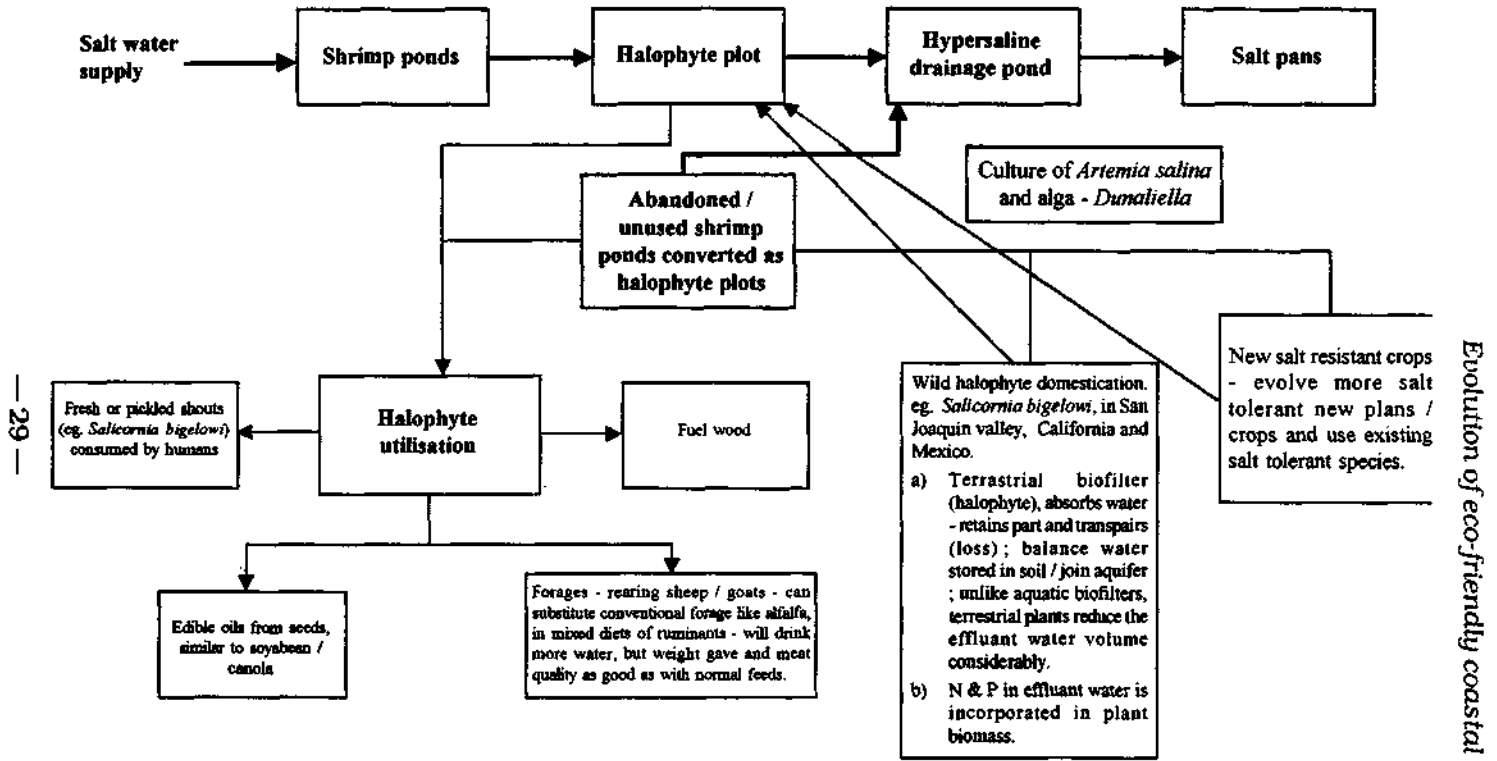 Salt water
supply
Shrimp ponds
Halophyte plot
Hypersaline
drainage pond
Salt pans
Culture of Artemia salina
and alga - Dunaliella
Abandoned /
unused shrimp
ponds converted as
halophyte plots
Fresh or pickled shouts
(eg. Salicornia bigelowi)
consumed by humans
Halophyte
utilisation
Fuel wood
Edible oils from seeds,
similar to soyabean /
canola
Forages - rearing sheep / goats - can
substitute conventional forage like alfalfa,
in mixed diets of ruminants - will drink
more water, but weight gave and meat
quality as good as with normal feeds.
Wild halophyte domestication.
eg. Salicornia bigelowi, in San
Joaquin valley, California and
Mexico.
a) Terrastrial biofilter
(halophyte), absorbs water
- retains part and transpairs
(loss) ; balance water
stored in soil / join aquifer
; unlike aquatic biofilters,
terrestrial plants reduce the
effluant water volume
considerably.
b) N & P in effluant water is
incorporated in plant
biomass.
New salt resistant crops
- evolve more salt
tolerant new plans /
crops and use existing
salt tolerant species.
— 29 —
Evolution of eco-friendly coastal